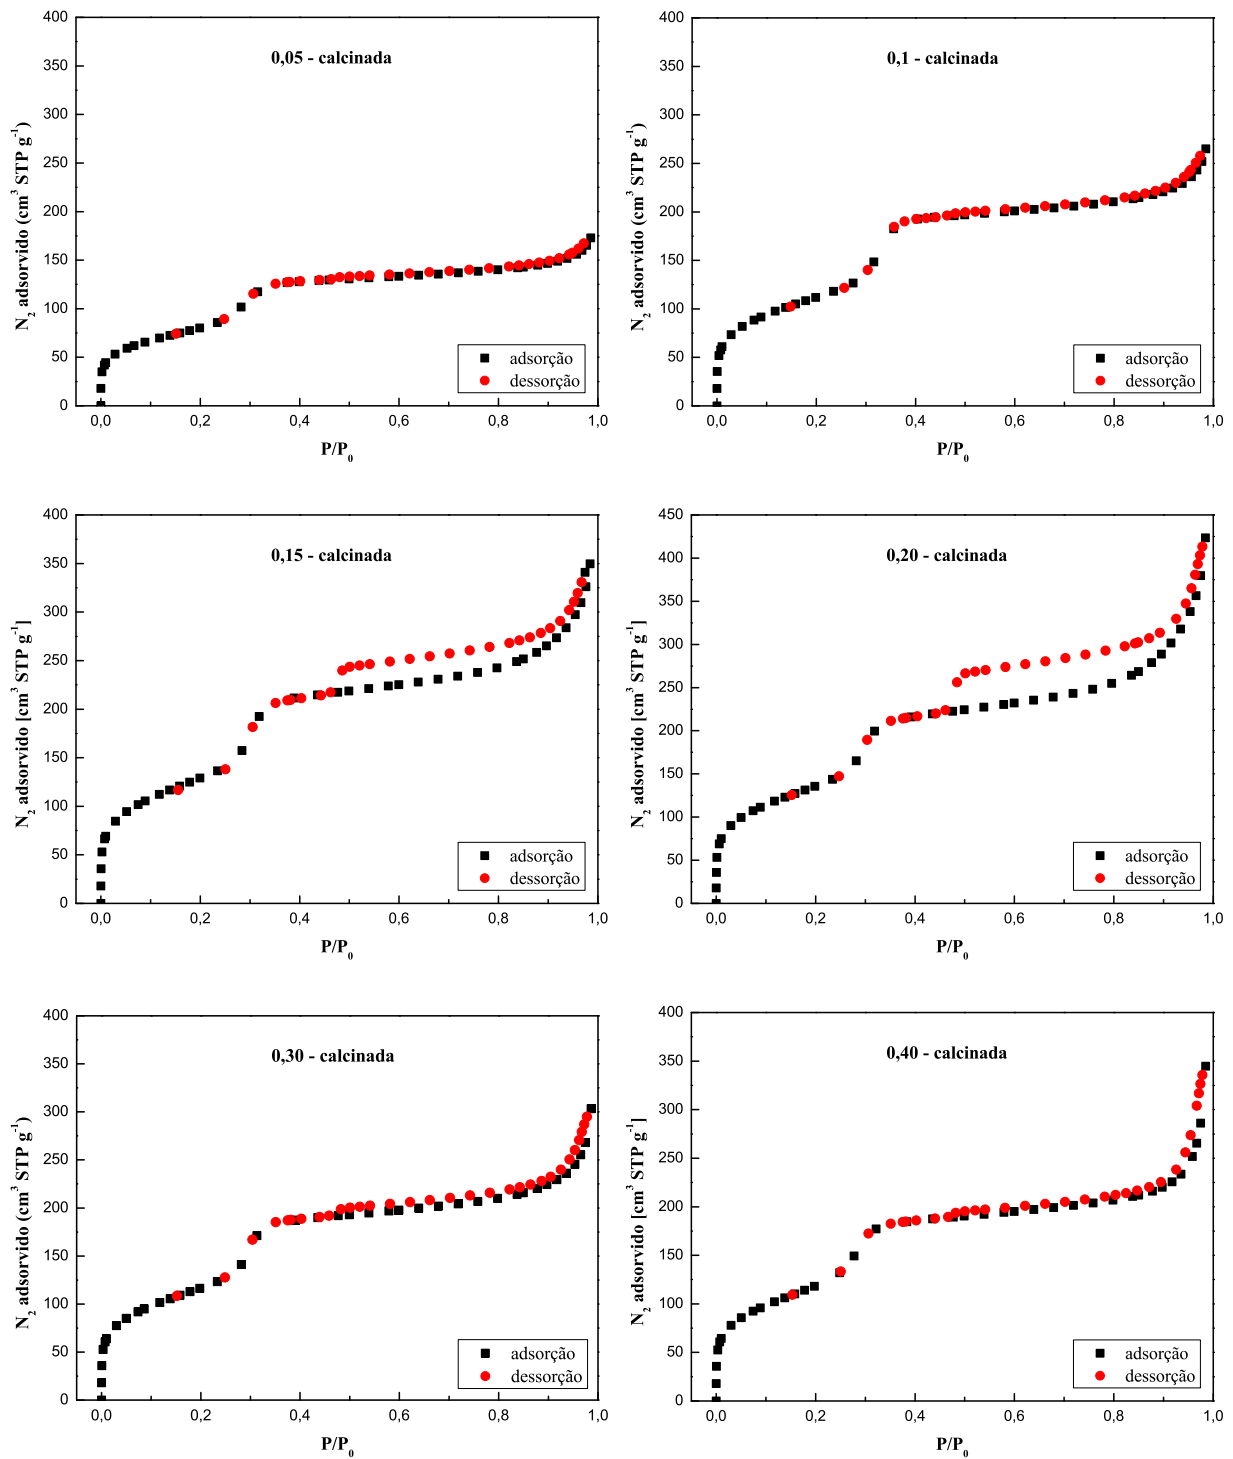 400
350
300
250
200
150
100
50
0
N2 adsorvido (cm3 STP g-1)
0,05 - calcinada
adsorção
dessorção
0,0 0,2 0,4 0,6 0,8 1,0
P/P0
400
350
300
250
200
150
100
50
0
N2 adsorvido (cm3 STP g-1)
0,1 - calcinada
adsorção
dessorção
0,0 0,2 0,4 0,6 0,8 1,0
P/P0
400
350
300
250
200
150
100
50
0
N2 adsorvido [cm3 STP g-1]
0,15 - calcinada
adsorção
dessorção
0,0 0,2 0,4 0,6 0,8 1,0
P/P0
450
400
350
300
250
200
150
100
50
0
N2 adsorvido [cm3 STP g-1]
0,20 - calcinada
adsorção
dessorção
0,0 0,2 0,4 0,6 0,8 1,0
P/P0
400
350
300
250
200
150
100
50
0
N2 adsorvido (cm3 STP g-1)
0,30 - calcinada
adsorção
dessorção
0,0 0,2 0,4 0,6 0,8 1,0
P/P0
400
350
300
250
200
150
100
50
0
N2 adsorvido [cm3 STP g-1]
0,40 - calcinada
adsorção
dessorção
0,0 0,2 0,4 0,6 0,8 1,0
P/P0